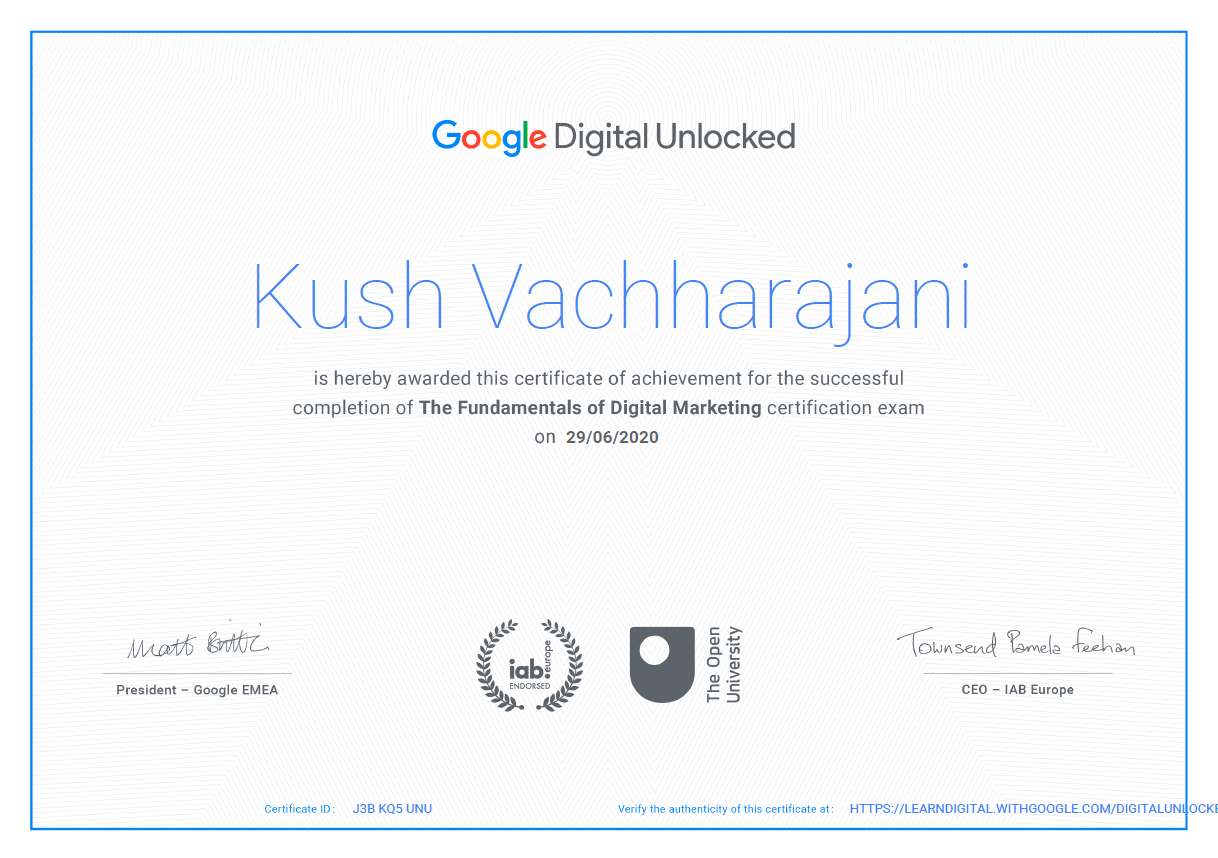 Google Digital Unlocked
Kush Vachharajani
is hereby awarded this certificate of achievement for the successful
completion of The Fundamentals of Digital Marketing certification exam
on 29/06/2020
Matt Brittin
President – Google EMEA
iab: europe
ENDORSED
The Open
University
Townsend Pamela Feehan
CEO – IAB Europe
Certificate ID: J3B KQ5 UNU
Verify the authenticity of this certificate at: HTTPS://LEARNDIGITAL.WITHGOOGLE.COM/DIGITALUNLOCKE